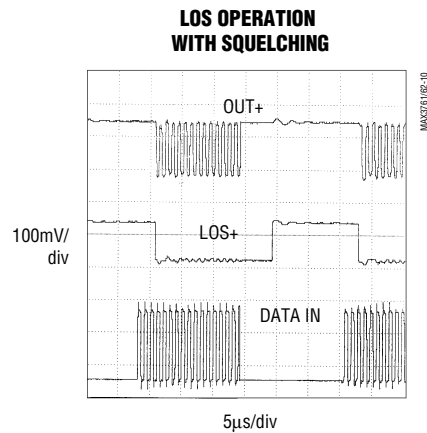 LOS OPERATION
WITH SQUELCHING
MAX3761/62-10
OUT+
LOS+
100mV/
div
DATA IN
5µs/div